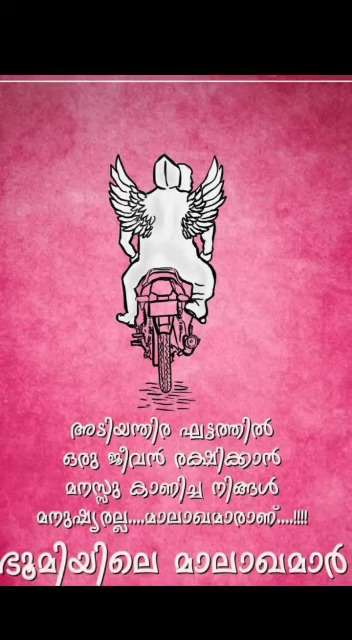 അടിയന്തിര ഘട്ടത്തിൽ
ഒരു ജീവൻ രക്ഷിക്കാൻ
മനസ്സു കാണിച്ച നിങ്ങൾ
മനുഷ്യരല്ല....മാലാഖമാരാണ്....!!!!
ഭൂമിയിലെ മാലാഖമാർ